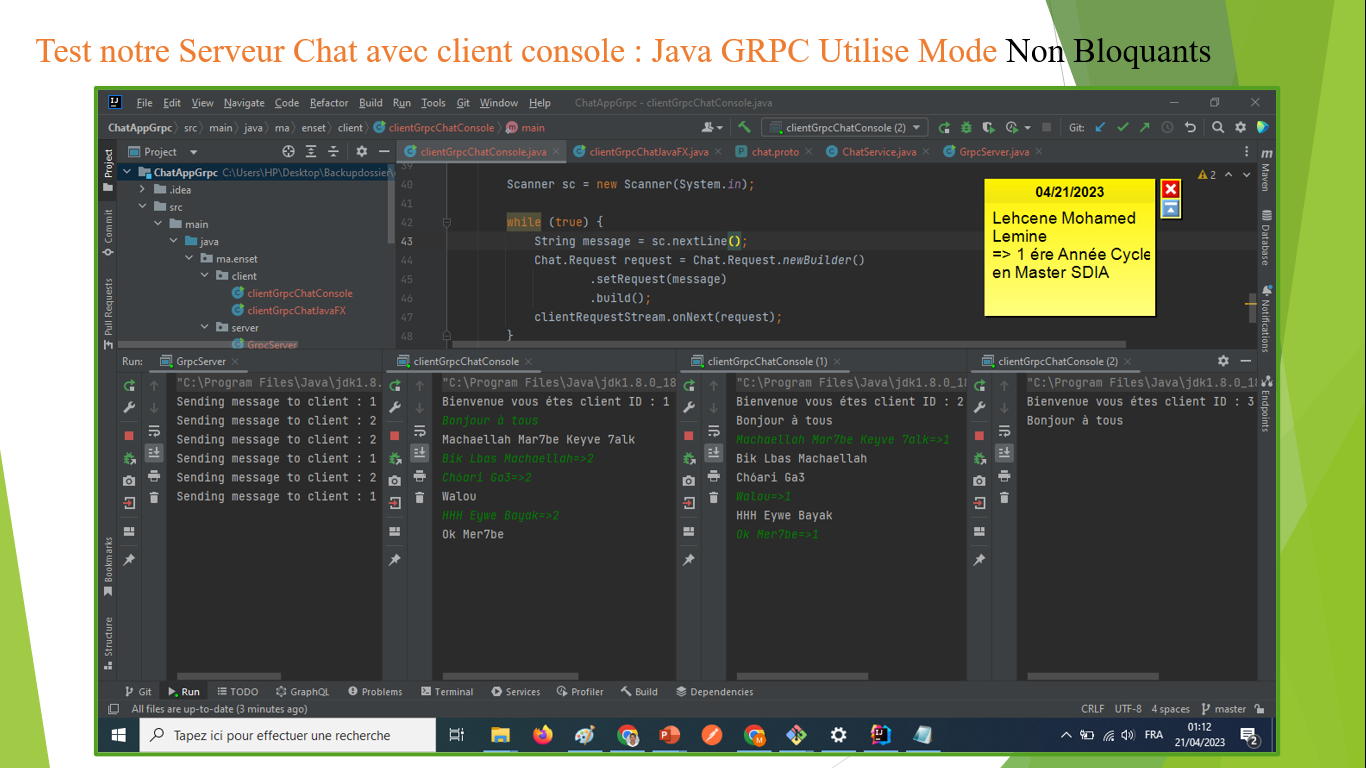 Test notre Serveur Chat avec client console : Java GRPC Utilise Mode Non Bloquants
File Edit View Navigate Code Refactor Build Run Tools Git Window Help ChatAppGrpc - clientGrpcChatConsole.java
ChatAppGrpc src main java ma enset client clientGrpcChatConsole main clientGrpcChatConsole (2) Git:
Project
Commit
Pull Requests
Bookmarks
Structure
Project
ChatAppGrpc C:\Users\HP\Desktop\Backupdossier
.idea
src
main
java
ma.enset
client
clientGrpcChatConsole
clientGrpcChatJavaFX
server
GrpcServer
clientGrpcChatConsole.java clientGrpcChatJavaFX.java chat.proto ChatService.java GrpcServer.java
39
40 Scanner sc = new Scanner(System.in);
41
42 while (true) {
43 String message = sc.nextLine();
44 Chat.Request request = Chat.Request.newBuilder()
45 .setRequest(message)
46 .build();
47 clientRequestStream.onNext(request);
48 }
2
04/21/2023
Lehcene Mohamed
Lemine
=> 1 ére Année Cycle
en Master SDIA
Maven
Database
Notifications
Endpoints
Run: GrpcServer
"C:\Program Files\Java\jdk1.8.
Sending message to client : 1
Sending message to client : 2
Sending message to client : 2
Sending message to client : 1
Sending message to client : 2
Sending message to client : 1
clientGrpcChatConsole
"C:\Program Files\Java\jdk1.8.0_18
Bienvenue vous étes client ID : 1
Bonjour à tous
Machaellah Mar7be Keyve 7alk
Bik Lbas Machaellah=>2
Chóari Ga3=>2
Walou
HHH Eywe Bayak=>2
Ok Mer7be
clientGrpcChatConsole (1)
"C:\Program Files\Java\jdk1.8.0_18
Bienvenue vous étes client ID : 2
Bonjour à tous
Machaellah Mar7be Keyve 7alk=>1
Bik Lbas Machaellah
Chóari Ga3
Walou=>1
HHH Eywe Bayak
Ok Mer7be=>1
clientGrpcChatConsole (2)
"C:\Program Files\Java\jdk1.8.0_18
Bienvenue vous étes client ID : 3
Bonjour à tous
Git Run TODO GraphQL Problems Terminal Services Profiler Build Dependencies
All files are up-to-date (3 minutes ago) CRLF UTF-8 4 spaces master
Tapez ici pour effectuer une recherche
FRA
01:12
21/04/2023
2